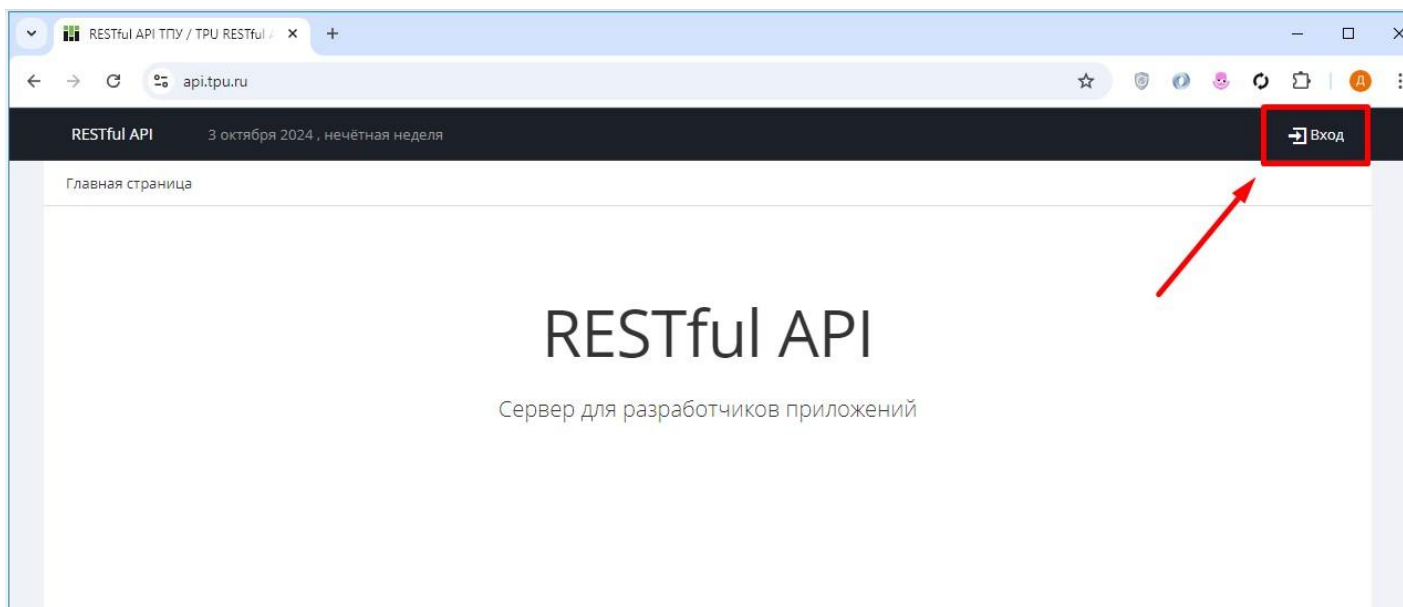 RESTful API ТПУ / TPU RESTful
api.tpu.ru
Д
RESTful API
3 октября 2024 , нечётная неделя
Вход
Главная страница
RESTful API
Сервер для разработчиков приложений